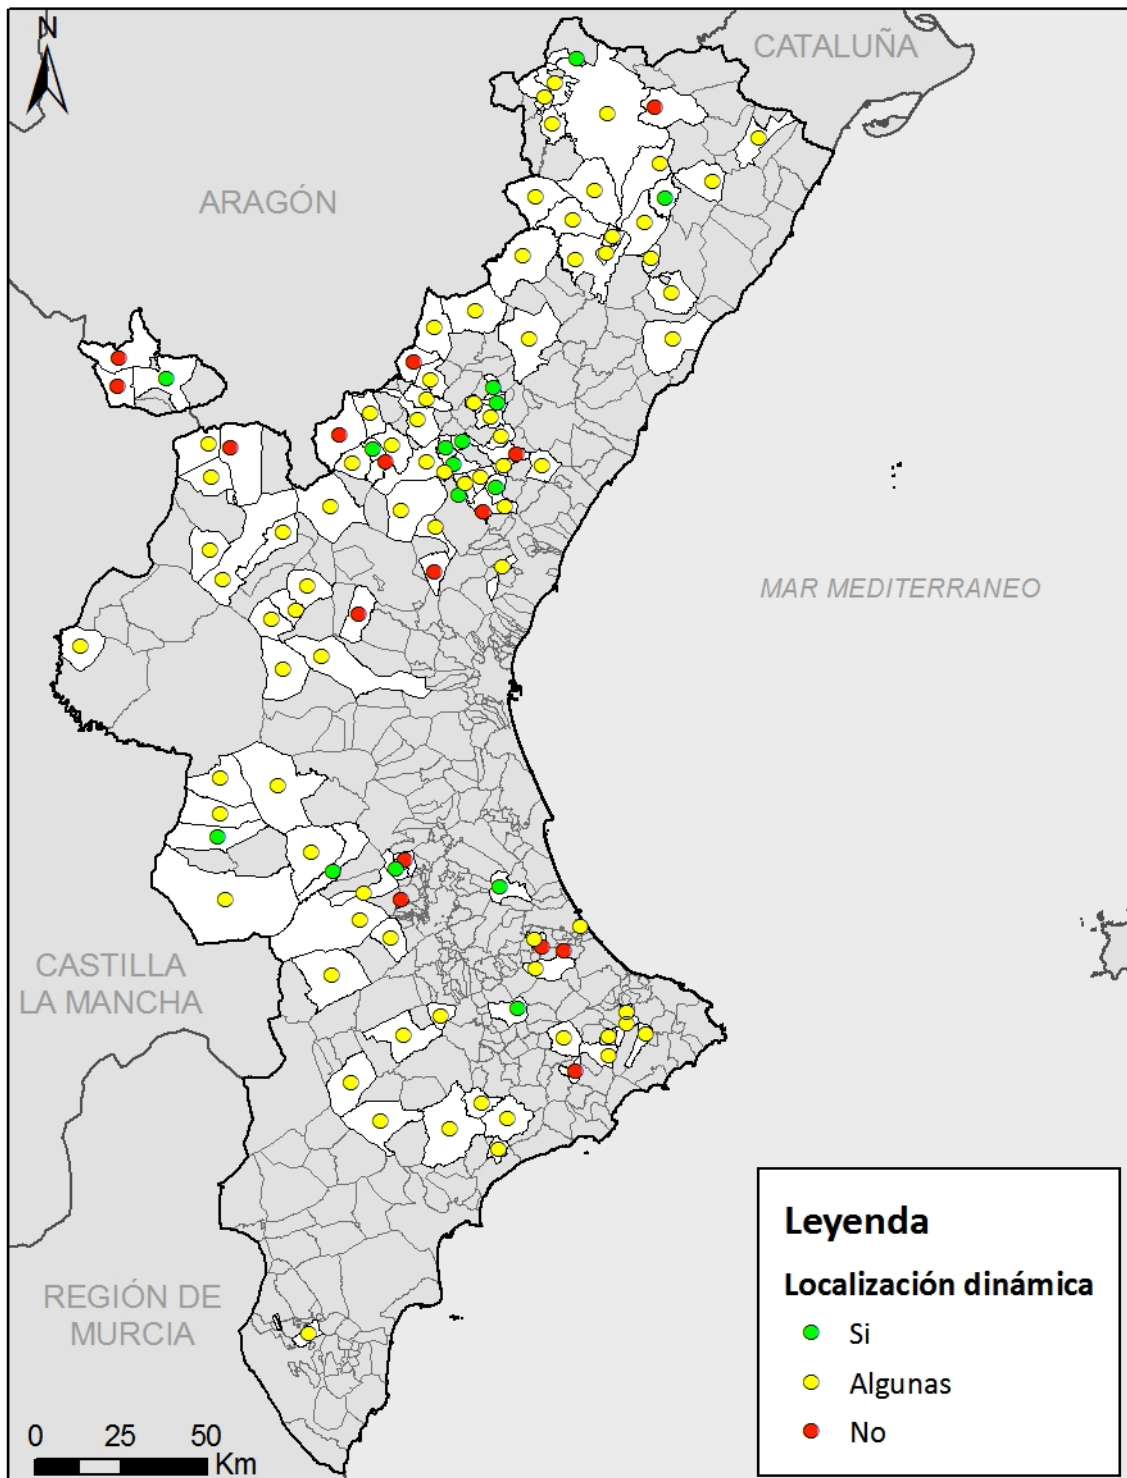 N
CATALUÑA
ARAGÓN
MAR MEDITERRANEO
CASTILLA
LA MANCHA
REGIÓN DE
MURCIA
Leyenda
Localización dinámica
Si
Algunas
No
0 25 50
Km